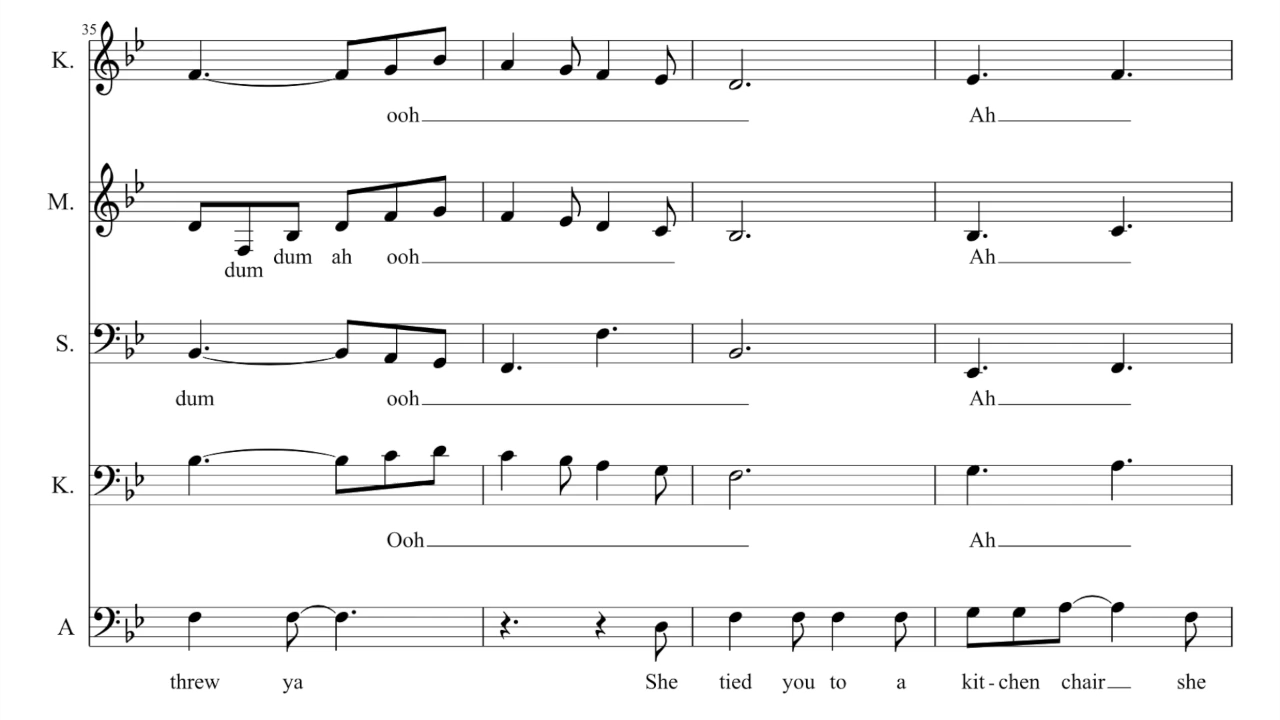 35
K.
ooh
Ah
M.
dum dum ah ooh
Ah
S.
dum ooh
Ah
K.
Ooh
Ah
A
threw ya She tied you to a kit - chen chair she